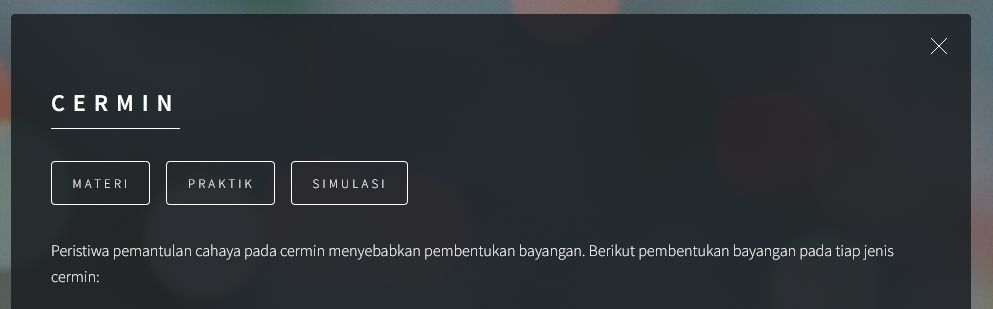 CERMIN
MATERI PRAKTIK SIMULASI
Peristiwa pemantulan cahaya pada cermin menyebabkan pembentukan bayangan. Berikut pembentukan bayangan pada tiap jenis
cermin: